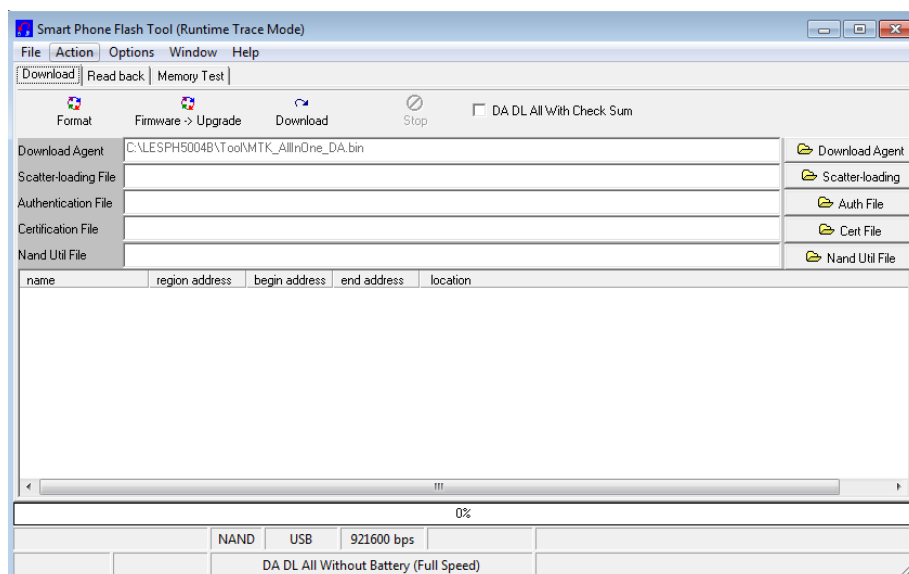 Smart Phone Flash Tool (Runtime Trace Mode)
File Action Options Window Help
Download Read back Memory Test
Format Firmware -> Upgrade Download Stop DA DL All With Check Sum
Download Agent C:\LESPH5004B\Tool\MTK_AllInOne_DA.bin Download Agent
Scatter-loading File Scatter-loading
Authentication File Auth File
Certification File Cert File
Nand Util File Nand Util File
name region address begin address end address location
0%
NAND USB 921600 bps
DA DL All Without Battery (Full Speed)